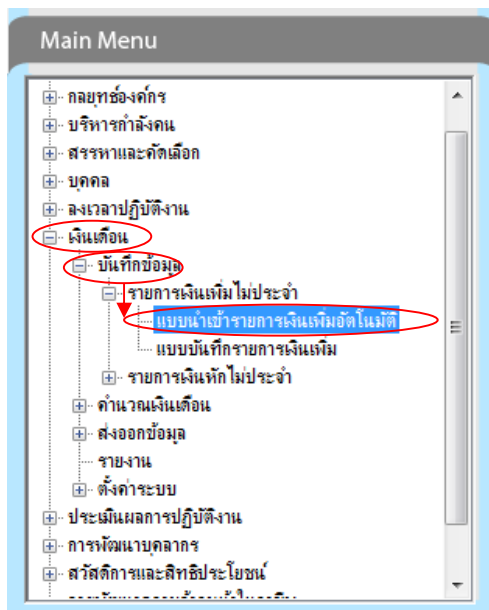 Main Menu
กลยุทธ์องค์กร
บริหารกำลังคน
สรรหาและคัดเลือก
บุคคล
ลงเวลาปฏิบัติงาน
เงินเดือน
บันทึกข้อมูล
รายการเงินเพิ่มไม่ประจำ
แบบนำเข้ารายการเงินเพิ่มอัตโนมัติ
แบบบันทึกรายการเงินเพิ่ม
รายการเงินหักไม่ประจำ
คำนวณเงินเดือน
ส่งออกข้อมูล
รายงาน
ตั้งค่าระบบ
ประเมินผลการปฏิบัติงาน
การพัฒนาบุคลากร
สวัสดิการและสิทธิประโยชน์